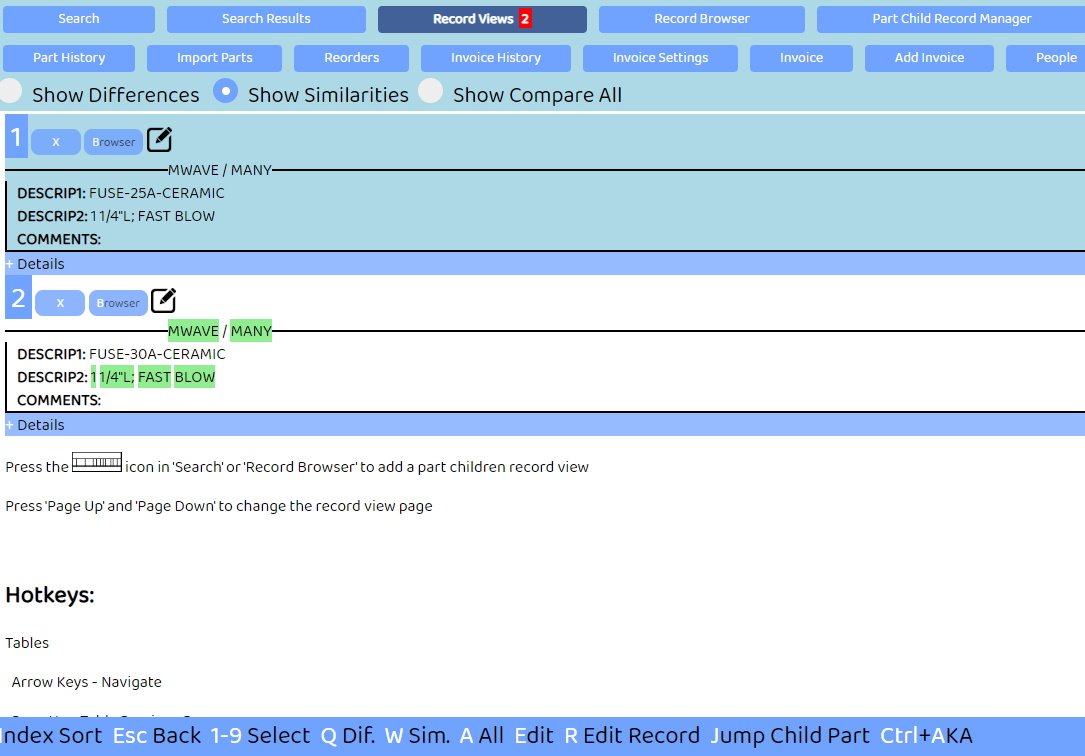 Search Search Results Record Views 2 Record Browser Part Child Record Manager
Part History Import Parts Reorders Invoice History Invoice Settings Invoice Add Invoice People
Show Differences Show Similarities Show Compare All
1 X Browser
MWAVE / MANY
DESCRIP1: FUSE-25A-CERAMIC
DESCRIP2: 1 1/4"L; FAST BLOW
COMMENTS:
+ Details
2 X Browser
MWAVE / MANY
DESCRIP1: FUSE-30A-CERAMIC
DESCRIP2: 1 1/4"L; FAST BLOW
COMMENTS:
+ Details
Press the icon in 'Search' or 'Record Browser' to add a part children record view
Press 'Page Up' and 'Page Down' to change the record view page
Hotkeys:
Tables
Arrow Keys - Navigate
Index Sort Esc Back 1-9 Select Q Dif. W Sim. A All Edit R Edit Record Jump Child Part Ctrl+AKA